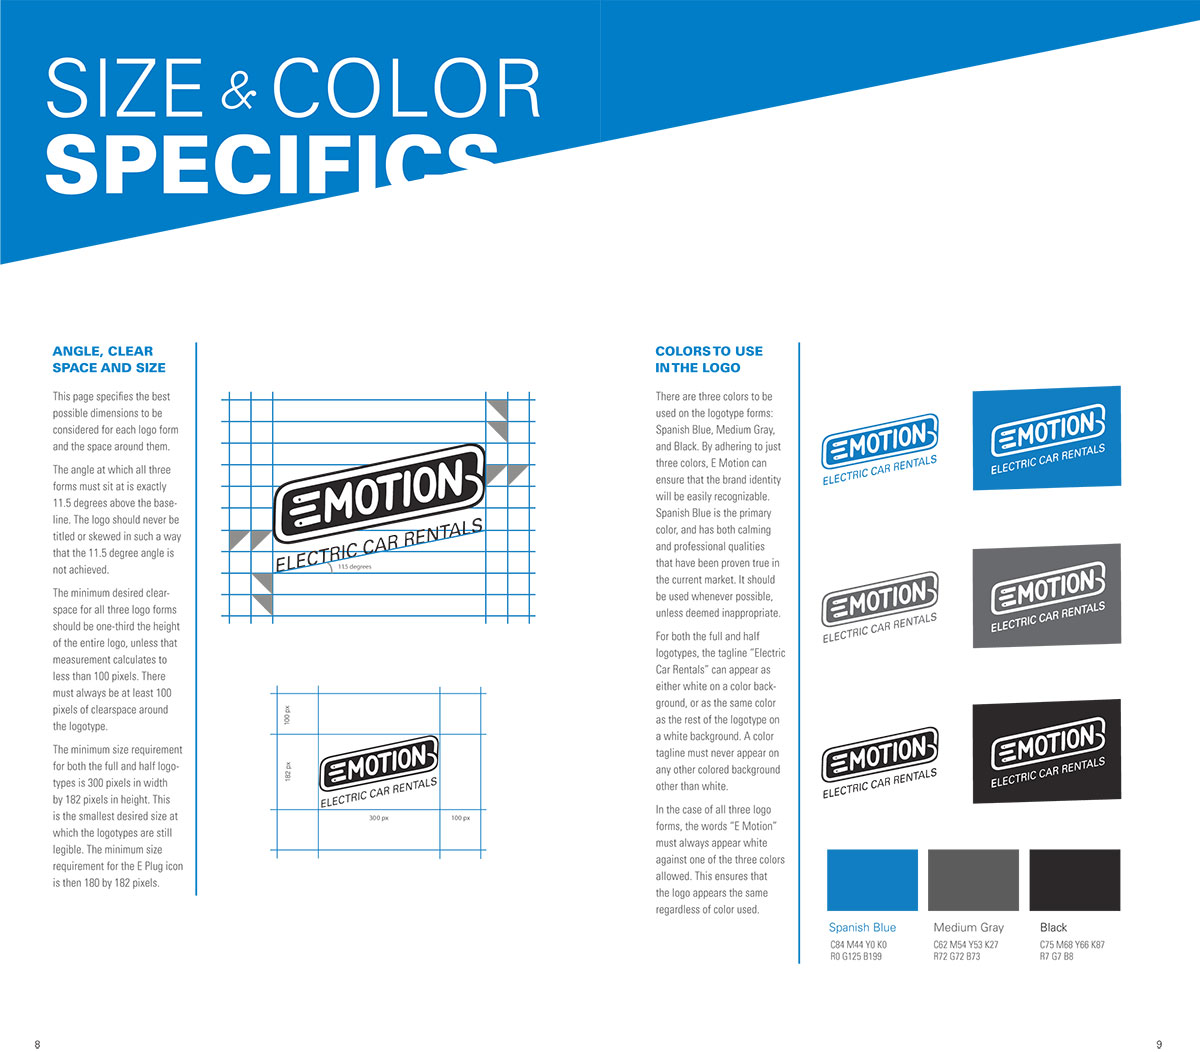 SIZE & COLOR
SPECIFICS
ANGLE, CLEAR
SPACE AND SIZE
This page specifies the best
possible dimensions to be
considered for each logo form
and the space around them.
The angle at which all three
forms must sit at is exactly
11.5 degrees above the base-
line. The logo should never be
titled or skewed in such a way
that the 11.5 degree angle is
not achieved.
The minimum desired clear-
space for all three logo forms
should be one-third the height
of the entire logo, unless that
measurement calculates to
less than 100 pixels. There
must always be at least 100
pixels of clearspace around
the logotype.
The minimum size requirement
for both the full and half logo-
types is 300 pixels in width
by 182 pixels in height. This
is the smallest desired size at
which the logotypes are still
legible. The minimum size
requirement for the E Plug icon
is then 180 by 182 pixels.
EMOTION
ELECTRIC CAR RENTALS
11.5 degrees
100 px
182 px
EMOTION
ELECTRIC CAR RENTALS
300 px
100 px
8
COLORS TO USE
IN THE LOGO
There are three colors to be
used on the logotype forms:
Spanish Blue, Medium Gray,
and Black. By adhering to just
three colors, E Motion can
ensure that the brand identity
will be easily recognizable.
Spanish Blue is the primary
color, and has both calming
and professional qualities
that have been proven true in
the current market. It should
be used whenever possible,
unless deemed inappropriate.
For both the full and half
logotypes, the tagline "Electric
Car Rentals" can appear as
either white on a color back-
ground, or as the same color
as the rest of the logotype on
a white background. A color
tagline must never appear on
any other colored background
other than white.
In the case of all three logo
forms, the words "E Motion"
must always appear white
against one of the three colors
allowed. This ensures that
the logo appears the same
regardless of color used.
EMOTION
ELECTRIC CAR RENTALS
EMOTION
ELECTRIC CAR RENTALS
EMOTION
ELECTRIC CAR RENTALS
EMOTION
ELECTRIC CAR RENTALS
EMOTION
ELECTRIC CAR RENTALS
EMOTION
ELECTRIC CAR RENTALS
Spanish Blue
C84 M44 Y0 K0
R0 G125 B199
Medium Gray
C62 M54 Y53 K27
R72 G72 B73
Black
C75 M68 Y66 K87
R7 G7 B8
9